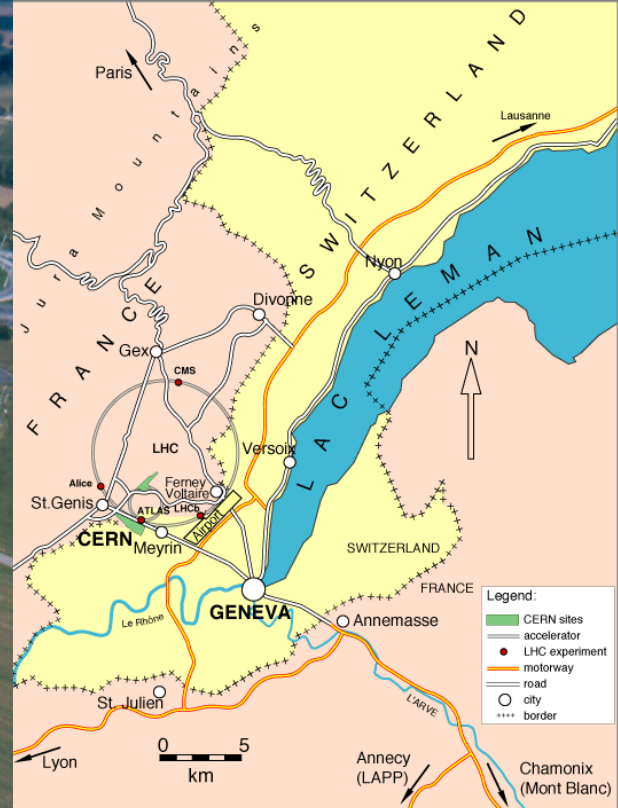 Paris
Jura Mountains
SWITZERLAND
Lausanne
FRANCE
Nyon
LAC LEMAN
Divonne
Gex
CMS
N
LHC
Versoix
Alice
Ferney
Voltaire
St.Genis
ATLAS
LHCb
Airport
CERN
Meyrin
SWITZERLAND
FRANCE
GENEVA
Le Rhône
Annemasse
Legend:
CERN sites
accelerator
LHC experiment
motorway
road
city
border
St. Julien
L'ARVE
Lyon
0 5
km
Annecy
(LAPP)
Chamonix
(Mont Blanc)